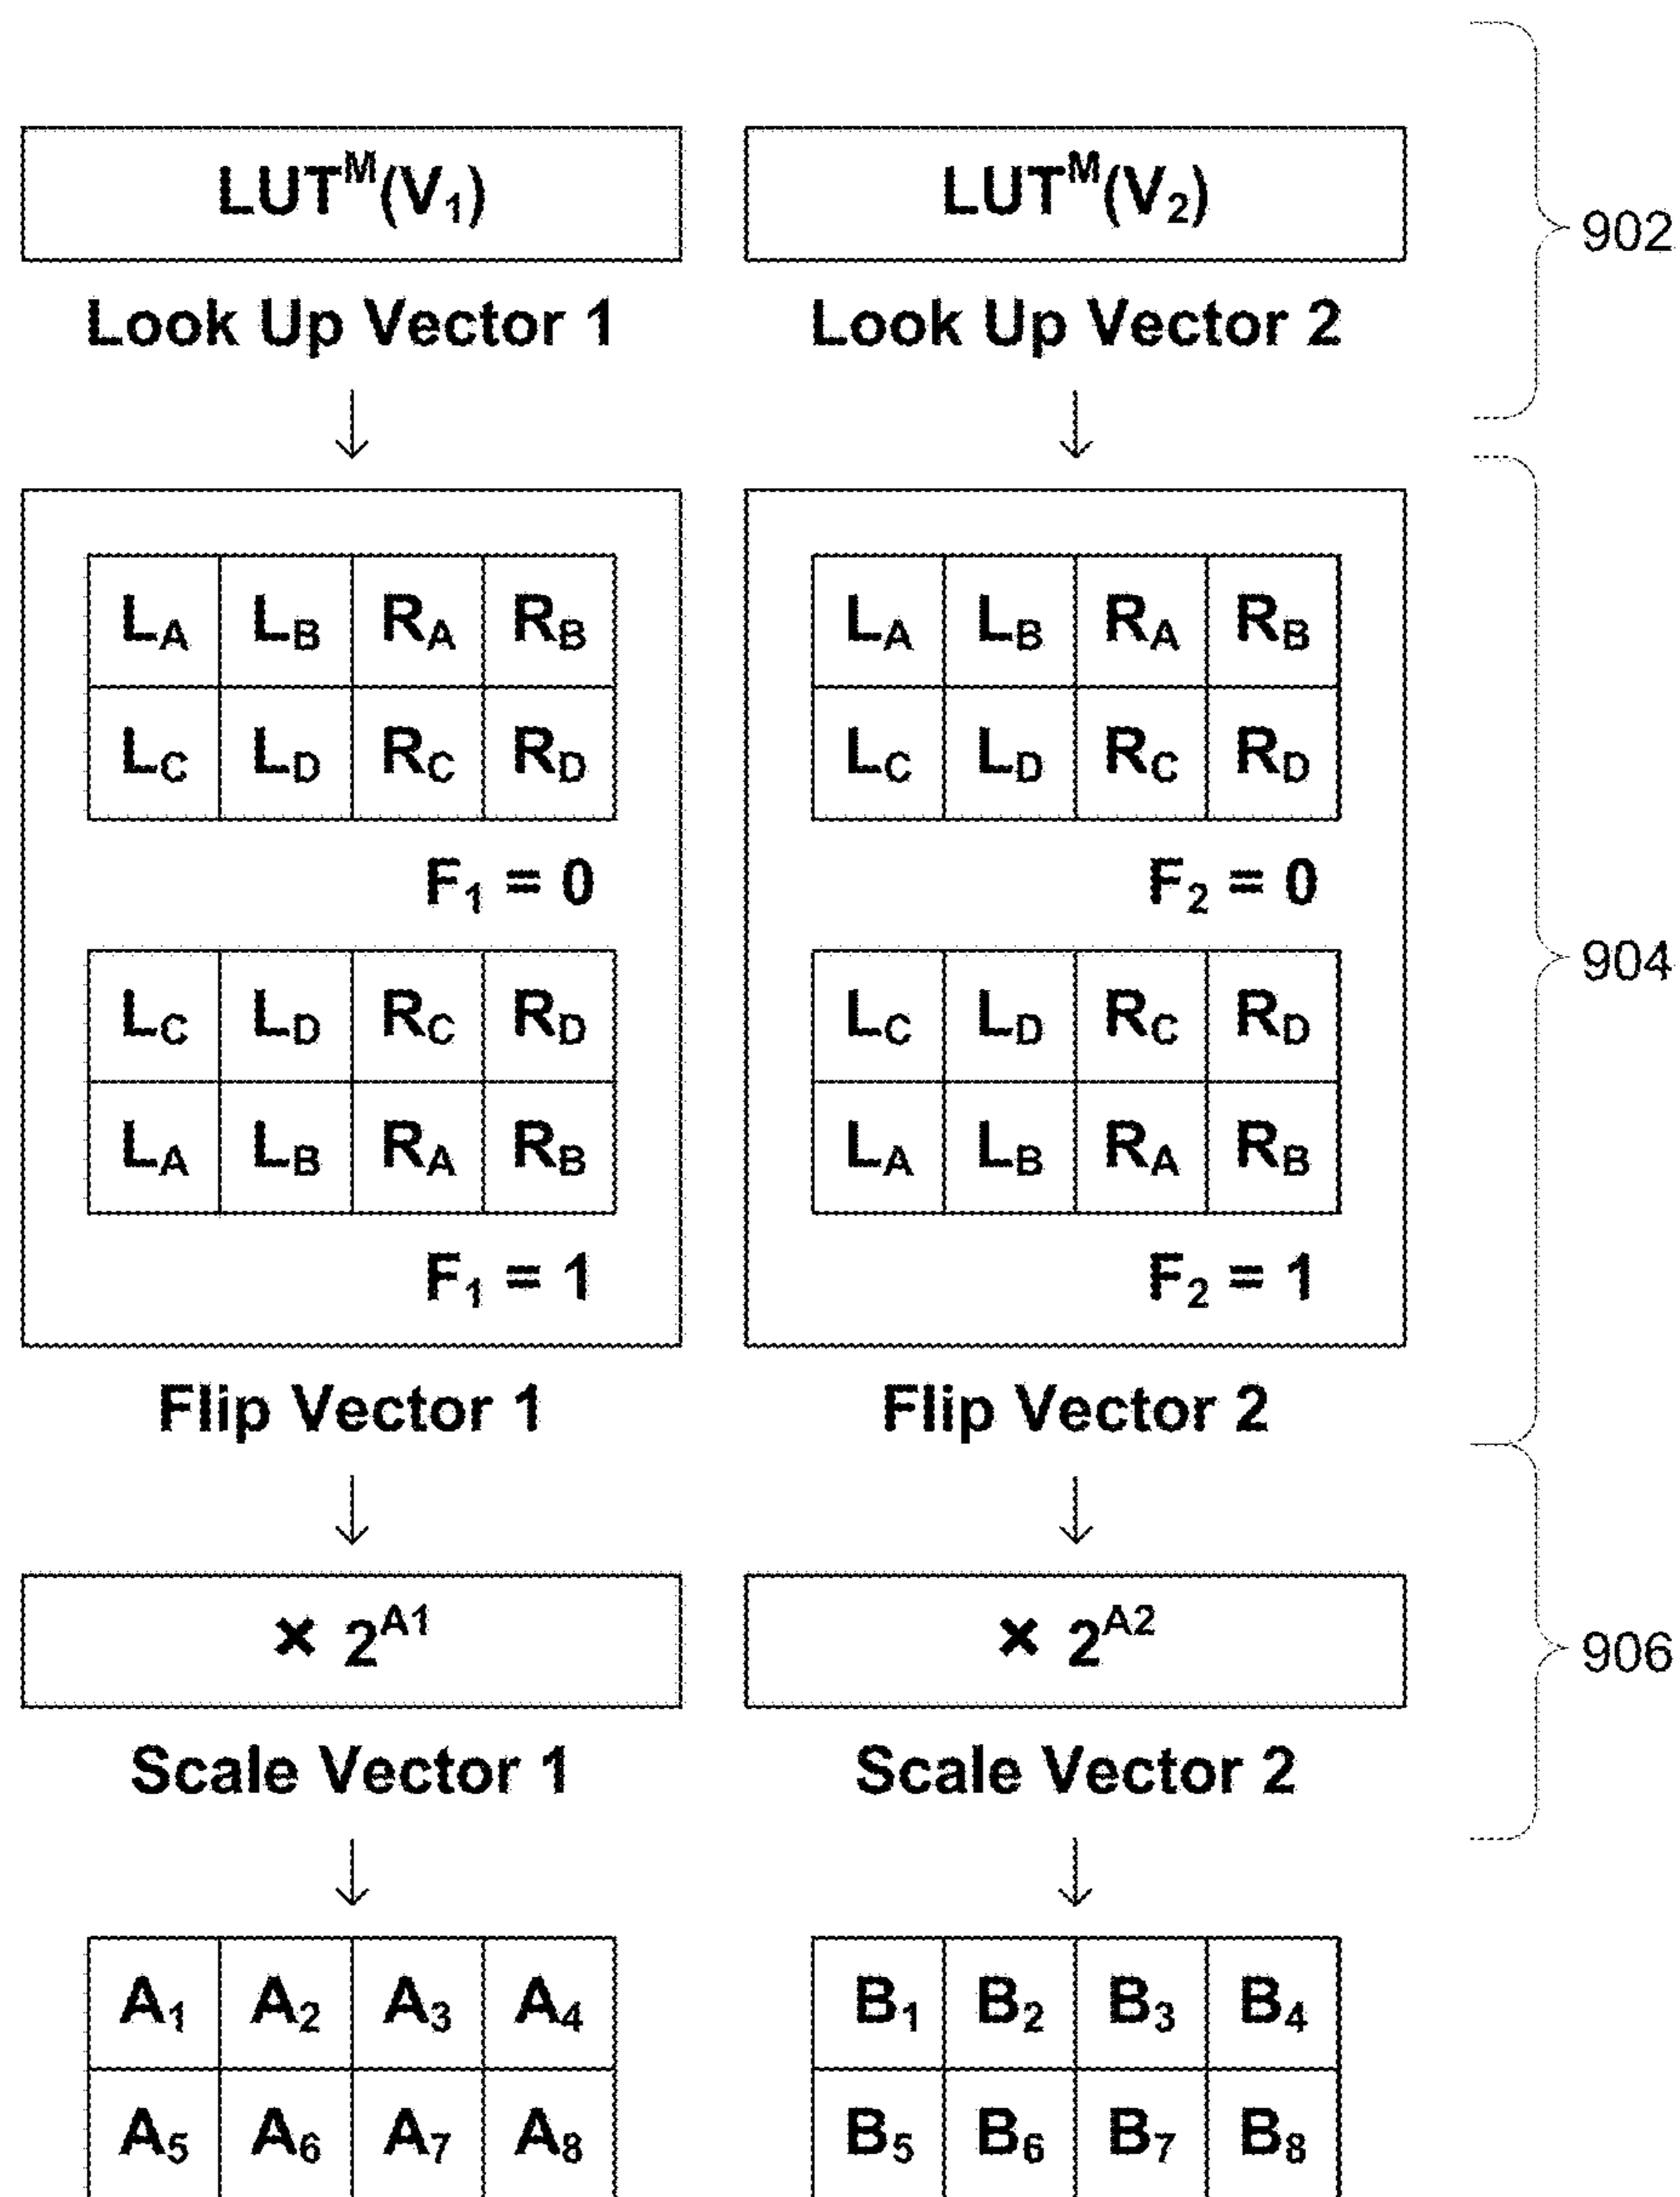 LUT^M(V₁) LUT^M(V₂)
902
Look Up Vector 1 Look Up Vector 2
L_A L_B R_A R_B L_A L_B R_A R_B
L_C L_D R_C R_D L_C L_D R_C R_D
F₁ = 0 F₂ = 0
904
L_C L_D R_C R_D L_C L_D R_C R_D
L_A L_B R_A R_B L_A L_B R_A R_B
F₁ = 1 F₂ = 1
Flip Vector 1 Flip Vector 2
× 2^A1 × 2^A2
906
Scale Vector 1 Scale Vector 2
A₁ A₂ A₃ A₄ B₁ B₂ B₃ B₄
A₅ A₆ A₇ A₈ B₅ B₆ B₇ B₈